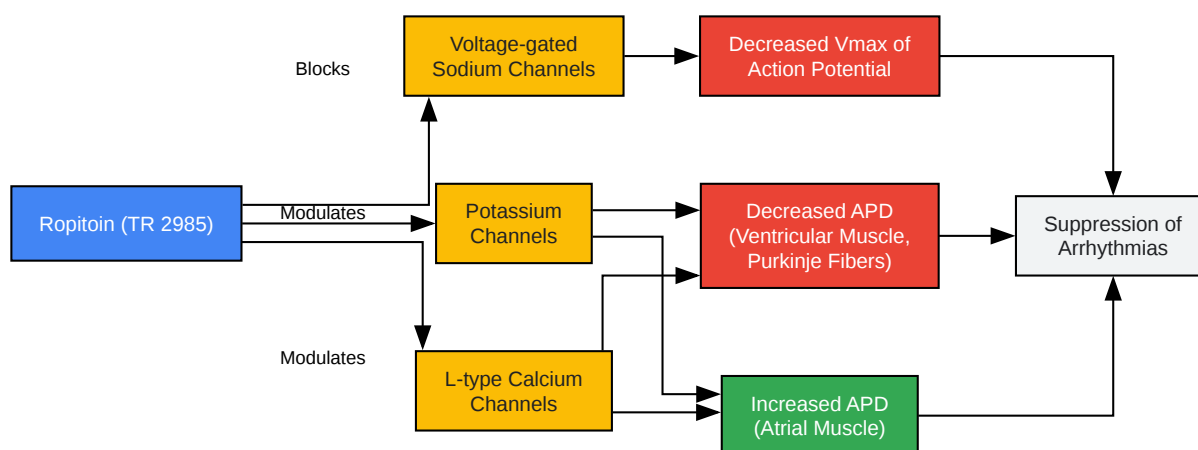 Voltage-gated
Sodium Channels
Decreased Vmax of
Action Potential
Blocks
Ropitoin (TR 2985)
Modulates
Potassium
Channels
Decreased APD
(Ventricular Muscle,
Purkinje Fibers)
Suppression of
Arrhythmias
Modulates
L-type Calcium
Channels
Increased APD
(Atrial Muscle)